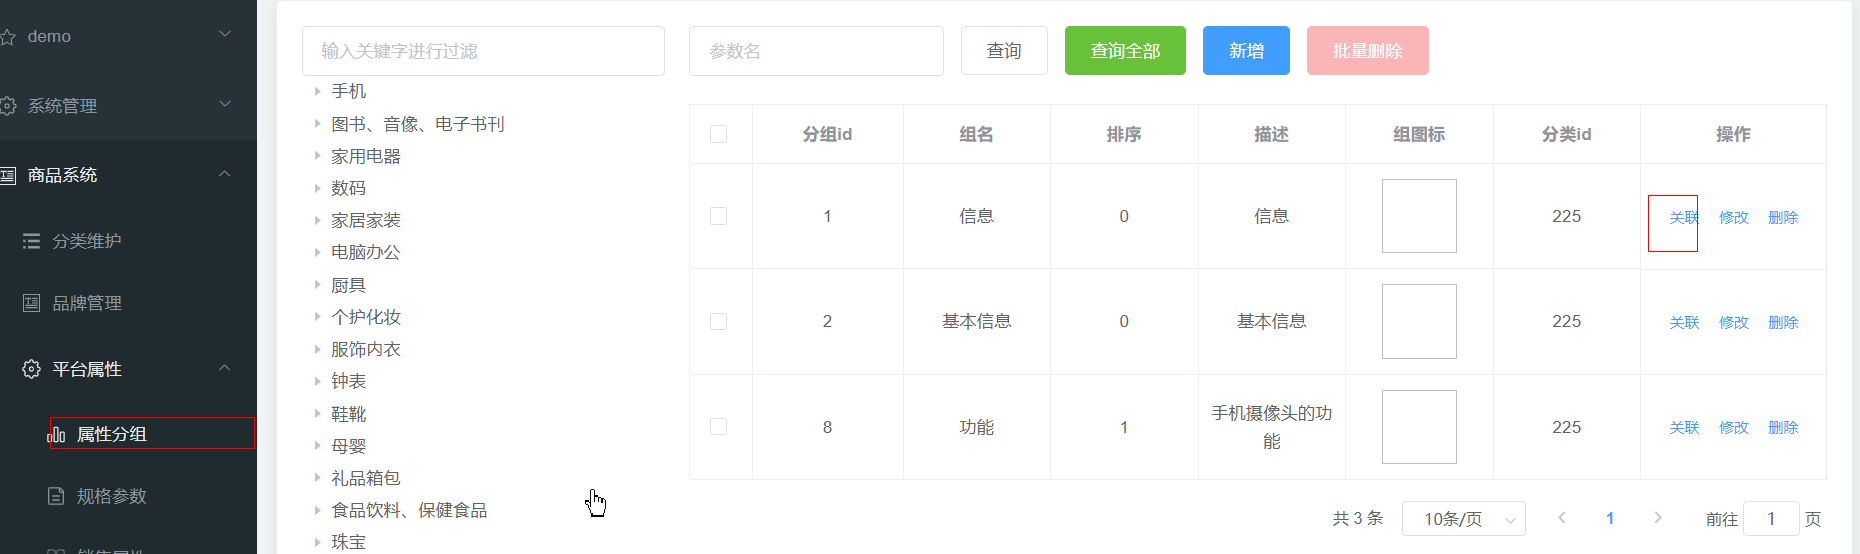 demo
系统管理
商品系统
分类维护
品牌管理
平台属性
属性分组
规格参数
销售属性
输入关键字进行过滤
手机
图书、音像、电子书刊
家用电器
数码
家居家装
电脑办公
厨具
个护化妆
服饰内衣
钟表
鞋靴
母婴
礼品箱包
食品饮料、保健食品
珠宝
参数名 查询 查询全部 新增 批量删除
分组id 组名 排序 描述 组图标 分类id 操作
1 信息 0 信息 225 关联 修改 删除
2 基本信息 0 基本信息 225 关联 修改 删除
8 功能 1 手机摄像头的功能 225 关联 修改 删除
共 3 条 10条/页 1 前往 1 页